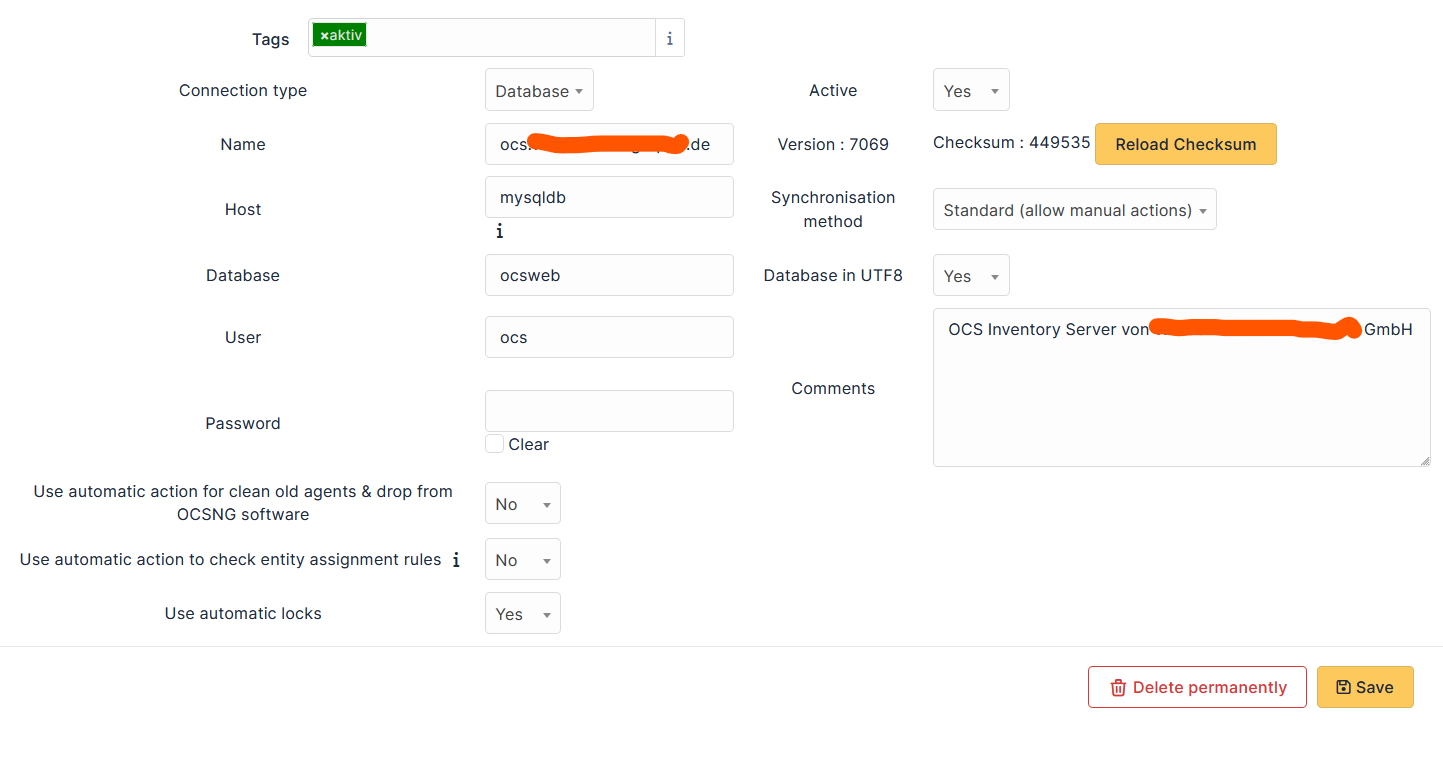 Tags ×aktiv i
Connection type Database Active Yes
Name ocs. .de Version : 7069 Checksum : 449535 Reload Checksum
Host mysqldb Synchronisation
method Standard (allow manual actions)
i
Database ocsweb Database in UTF8 Yes
User ocs
Comments OCS Inventory Server von GmbH
Password
Clear
Use automatic action for clean old agents & drop from
OCSNG software No
Use automatic action to check entity assignment rules i No
Use automatic locks Yes
Delete permanently Save